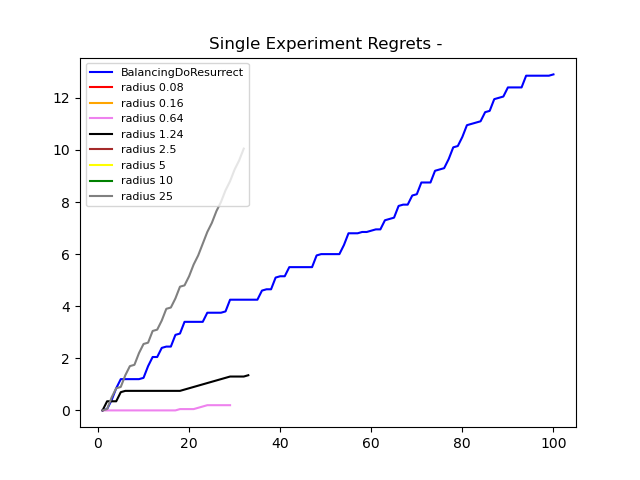 Single Experiment Regrets -
BalancingDoResurrect
radius 0.08
radius 0.16
radius 0.64
radius 1.24
radius 2.5
radius 5
radius 10
radius 25
12
10
8
6
4
2
0
0 20 40 60 80 100